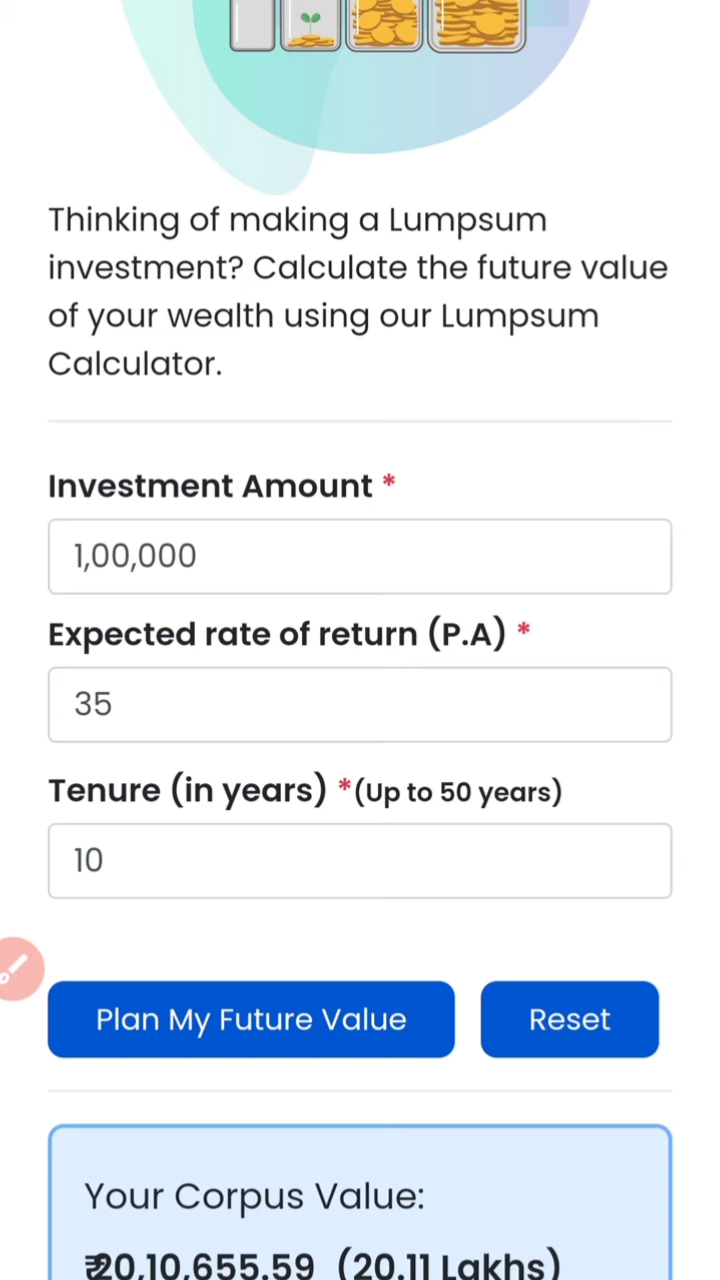 Thinking of making a Lumpsum
investment? Calculate the future value
of your wealth using our Lumpsum
Calculator.
Investment Amount *
1,00,000
Expected rate of return (P.A) *
35
Tenure (in years) *(Up to 50 years)
10
Plan My Future Value
Reset
Your Corpus Value:
₹20,10,655.59 (20.11 Lakhs)